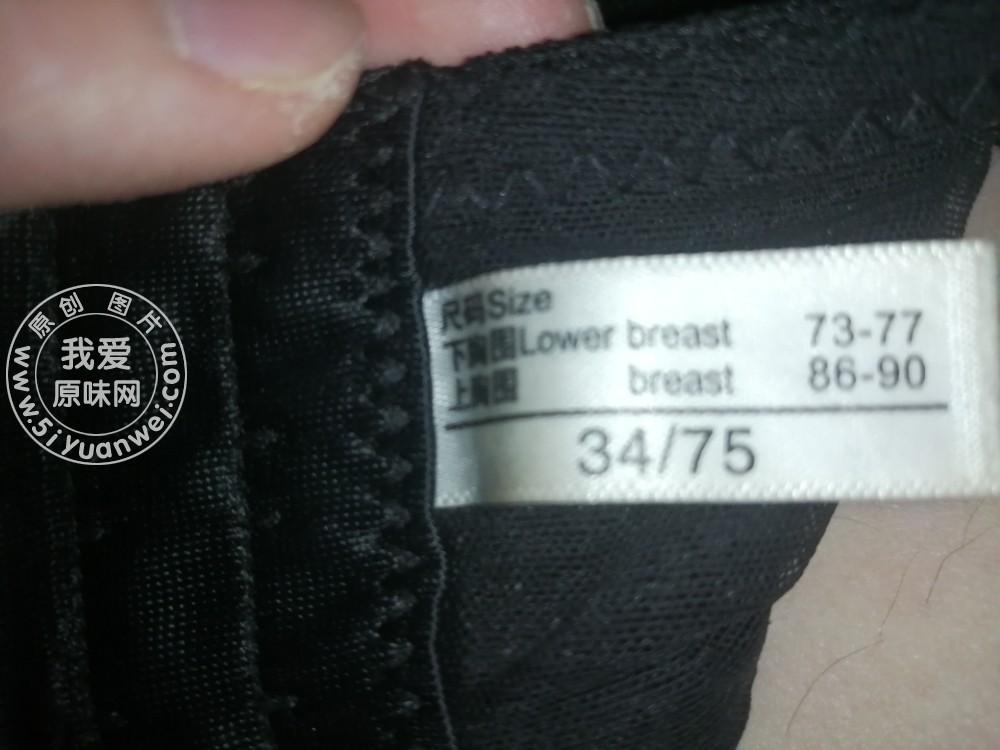 尺码Size
下胸围Lower breast 73-77
上胸围 breast 86-90
34/75
原创图片
我爱
原味网
www.5iyuanwei.com